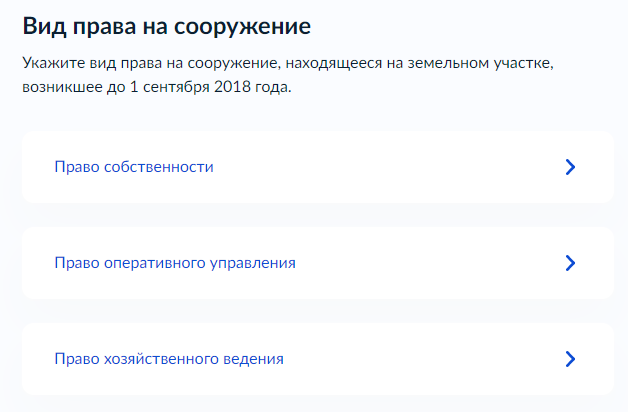 Вид права на сооружение
Укажите вид права на сооружение, находящееся на земельном участке,
возникшее до 1 сентября 2018 года.
Право собственности
Право оперативного управления
Право хозяйственного ведения